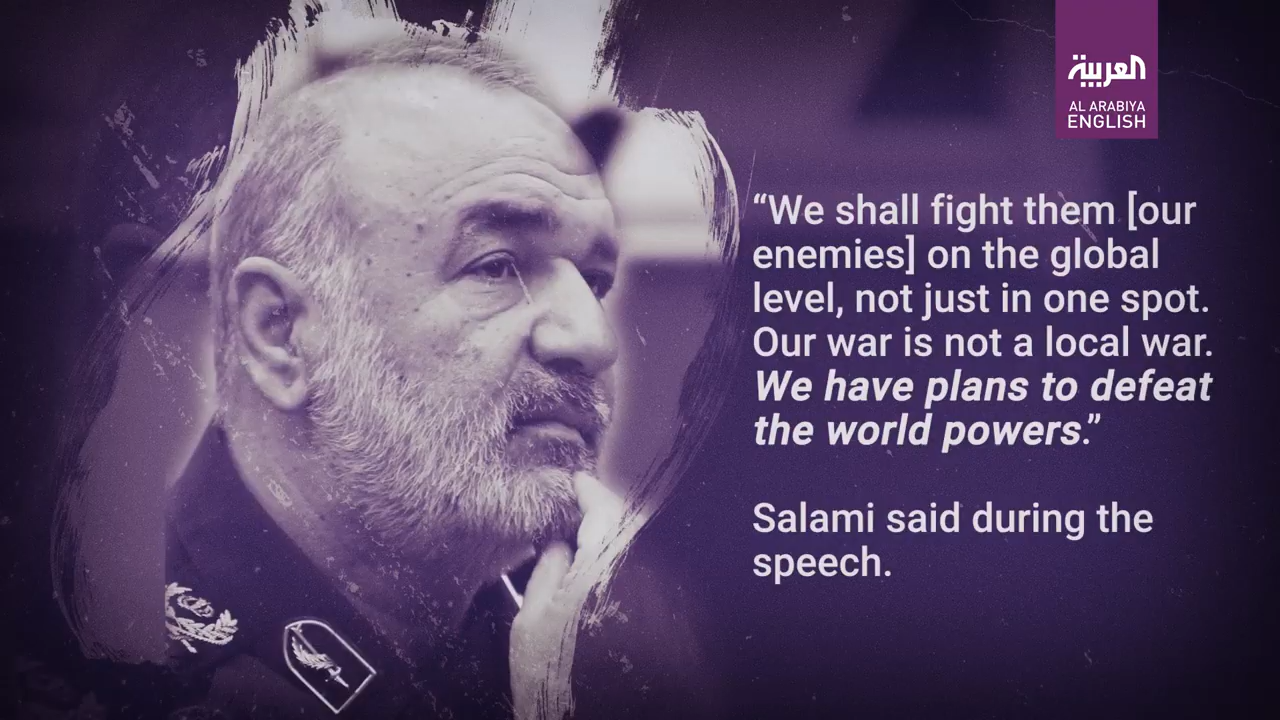 العربية
AL ARABIYA
ENGLISH
“We shall fight them [our
enemies] on the global
level, not just in one spot.
Our war is not a local war.
We have plans to defeat
the world powers.”
Salami said during the
speech.